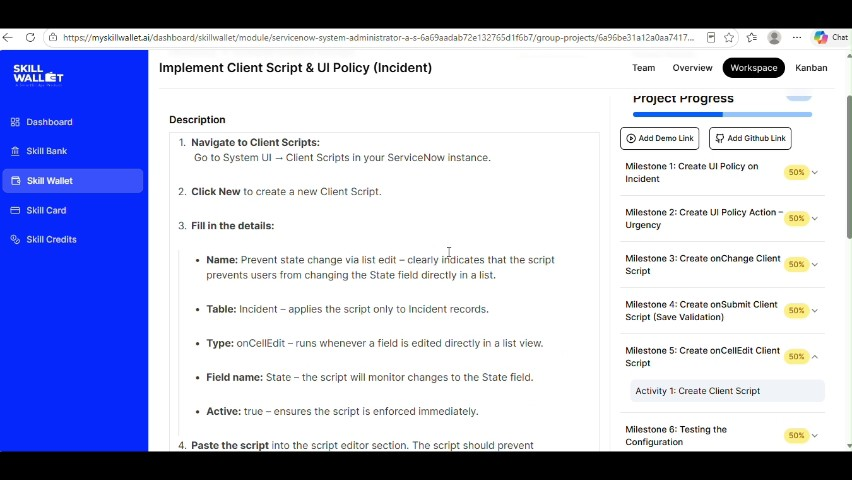 https://myskillwallet.ai/dashboard/skillwallet/module/servicenow-system-administrator-a-s-6a69aadab72e132765d1f6b7/group-projects/6a96be31a12a0aa7417...
Chat
SKILL
WALLET
Implement Client Script & UI Policy (Incident)
Team
Overview
Workspace
Kanban
Dashboard
Skill Bank
Skill Wallet
Skill Card
Skill Credits
Description
1. Navigate to Client Scripts:
Go to System UI → Client Scripts in your ServiceNow instance.
2. Click New to create a new Client Script.
3. Fill in the details:
• Name: Prevent state change via list edit – clearly indicates that the script
prevents users from changing the State field directly in a list.
• Table: Incident – applies the script only to Incident records.
• Type: onCellEdit – runs whenever a field is edited directly in a list view.
• Field name: State – the script will monitor changes to the State field.
• Active: true – ensures the script is enforced immediately.
4. Paste the script into the script editor section. The script should prevent
Project Progress
Add Demo Link
Add Github Link
Milestone 1: Create UI Policy on
Incident
50%
Milestone 2: Create UI Policy Action –
Urgency
50%
Milestone 3: Create onChange Client
Script
50%
Milestone 4: Create onSubmit Client
Script (Save Validation)
50%
Milestone 5: Create onCellEdit Client
Script
50%
Activity 1: Create Client Script
Milestone 6: Testing the
Configuration
50%